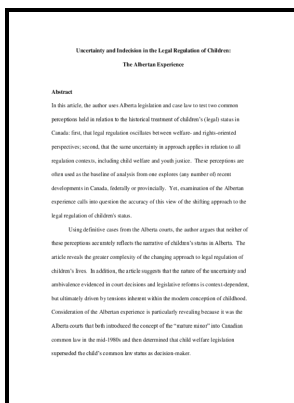 Uncertainty and Indecision in the Legal Regulation of Children:
The Albertan Experience
Abstract
In this article, the author uses Alberta legislation and case law to test two common
perceptions held in relation to the historical treatment of children's (legal) status in
Canada: first, that legal regulation oscillates between welfare- and rights-oriented
perspectives; second, that the same uncertainty in approach applies in relation to all
regulation contexts, including child welfare and youth justice. These perceptions are
often used as the baseline of analysis from one explores (any number of) recent
developments in Canada, federally or provincially. Yet, examination of the Albertan
experience calls into question the accuracy of this view of the shifting approach to the
legal regulation of children's status.
Using definitive cases from the Alberta courts, the author argues that neither of
these perceptions accurately reflects the narrative of children's status in Alberta. The
article reveals the greater complexity of the changing approach to legal regulation of
children's lives. In addition, the article suggests that the nature of the uncertainty and
ambivalence evidenced in court decisions and legislative reforms is context-dependent,
but ultimately driven by tensions inherent within the modern conception of childhood.
Consideration of the Albertan experience is particularly revealing because it was the
Alberta courts that both introduced the concept of the "mature minor" into Canadian
common law in the mid-1980s and then determined that child welfare legislation
superseded the child's common law status as decision-maker.